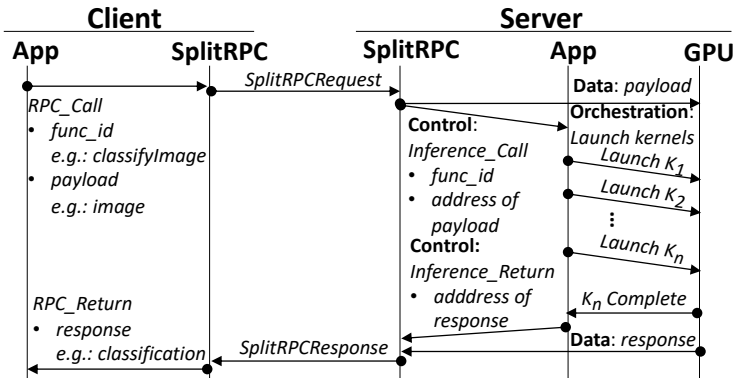 Client
Server
App
SplitRPC
SplitRPC
App
GPU
SplitRPCRequest
Data: payload
RPC_Call
• func_id
e.g.: classifyImage
• payload
e.g.: image
Control:
Inference_Call
• func_id
• address of
payload
Orchestration:
Launch kernels
Launch K1
Launch K2
⋮
Launch Kn
Control:
Inference_Return
• adddress of
response
Kn Complete
Data: response
RPC_Return
• response
e.g.: classification
SplitRPCResponse